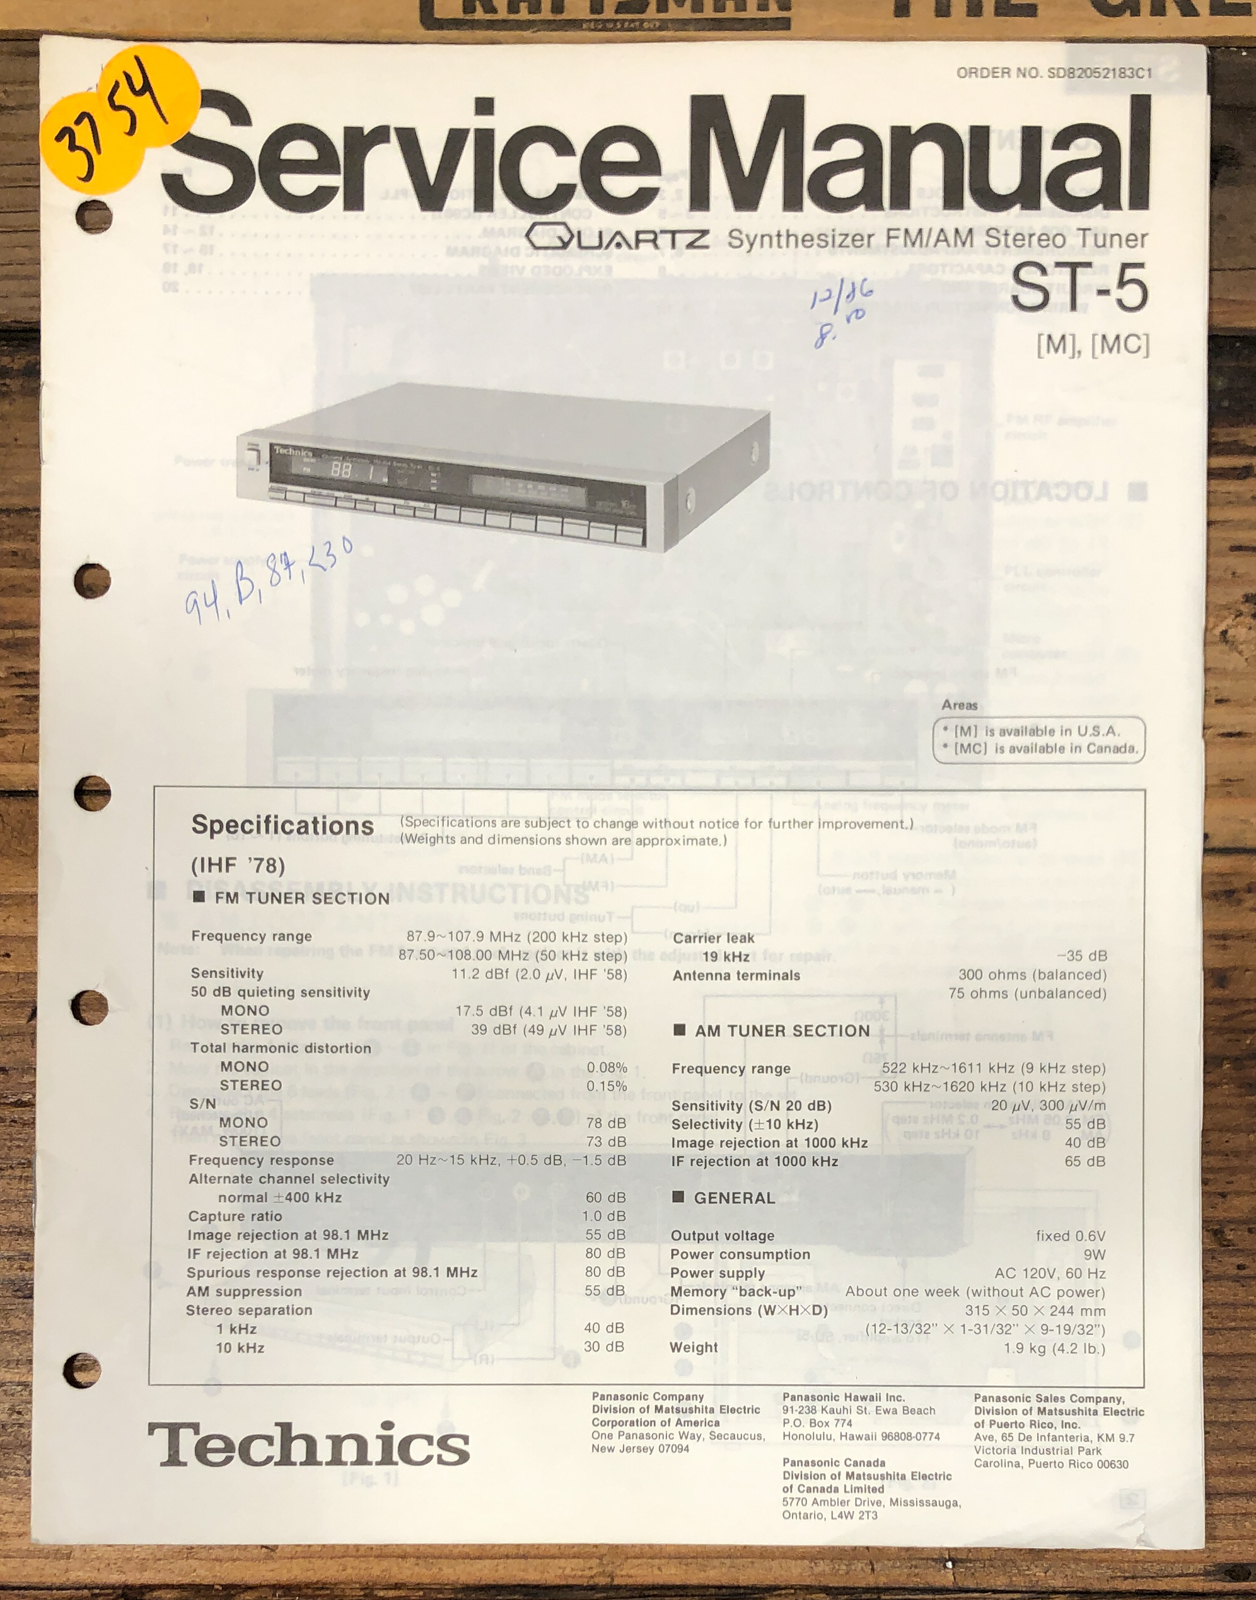 CRAFTSMAN
THE GRE
ORDER NO. SD82052183C1
37 54
Service Manual
QUARTZ Synthesizer FM/AM Stereo Tuner
ST-5
12/86
8.10
[M], [MC]
Technics
88.1
94, B, 87, <30
Areas
* [M] is available in U.S.A.
* [MC] is available in Canada.
Specifications (Specifications are subject to change without notice for further improvement.)
(Weights and dimensions shown are approximate.)
(IHF '78)
■ FM TUNER SECTION
Frequency range 87.9~107.9 MHz (200 kHz step)
87.50~108.00 MHz (50 kHz step)
Sensitivity 11.2 dBf (2.0 µV, IHF '58)
50 dB quieting sensitivity
MONO 17.5 dBf (4.1 µV IHF '58)
STEREO 39 dBf (49 µV IHF '58)
Total harmonic distortion
MONO 0.08%
STEREO 0.15%
S/N
MONO 78 dB
STEREO 73 dB
Frequency response 20 Hz~15 kHz, +0.5 dB, −1.5 dB
Alternate channel selectivity
normal ±400 kHz 60 dB
Capture ratio 1.0 dB
Image rejection at 98.1 MHz 55 dB
IF rejection at 98.1 MHz 80 dB
Spurious response rejection at 98.1 MHz 80 dB
AM suppression 55 dB
Stereo separation
1 kHz 40 dB
10 kHz 30 dB
Carrier leak
19 kHz −35 dB
Antenna terminals 300 ohms (balanced)
75 ohms (unbalanced)
■ AM TUNER SECTION
Frequency range 522 kHz~1611 kHz (9 kHz step)
530 kHz~1620 kHz (10 kHz step)
Sensitivity (S/N 20 dB) 20 µV, 300 µV/m
Selectivity (±10 kHz) 55 dB
Image rejection at 1000 kHz 40 dB
IF rejection at 1000 kHz 65 dB
■ GENERAL
Output voltage fixed 0.6V
Power consumption 9W
Power supply AC 120V, 60 Hz
Memory "back-up" About one week (without AC power)
Dimensions (W×H×D) 315 × 50 × 244 mm
(12-13/32" × 1-31/32" × 9-19/32")
Weight 1.9 kg (4.2 lb.)
Technics
Panasonic Company
Division of Matsushita Electric
Corporation of America
One Panasonic Way, Secaucus,
New Jersey 07094
Panasonic Hawaii Inc.
91-238 Kauhi St. Ewa Beach
P.O. Box 774
Honolulu, Hawaii 96808-0774
Panasonic Canada
Division of Matsushita Electric
of Canada Limited
5770 Ambler Drive, Mississauga,
Ontario, L4W 2T3
Panasonic Sales Company,
Division of Matsushita Electric
of Puerto Rico, Inc.
Ave, 65 De Infanteria, KM 9.7
Victoria Industrial Park
Carolina, Puerto Rico 00630